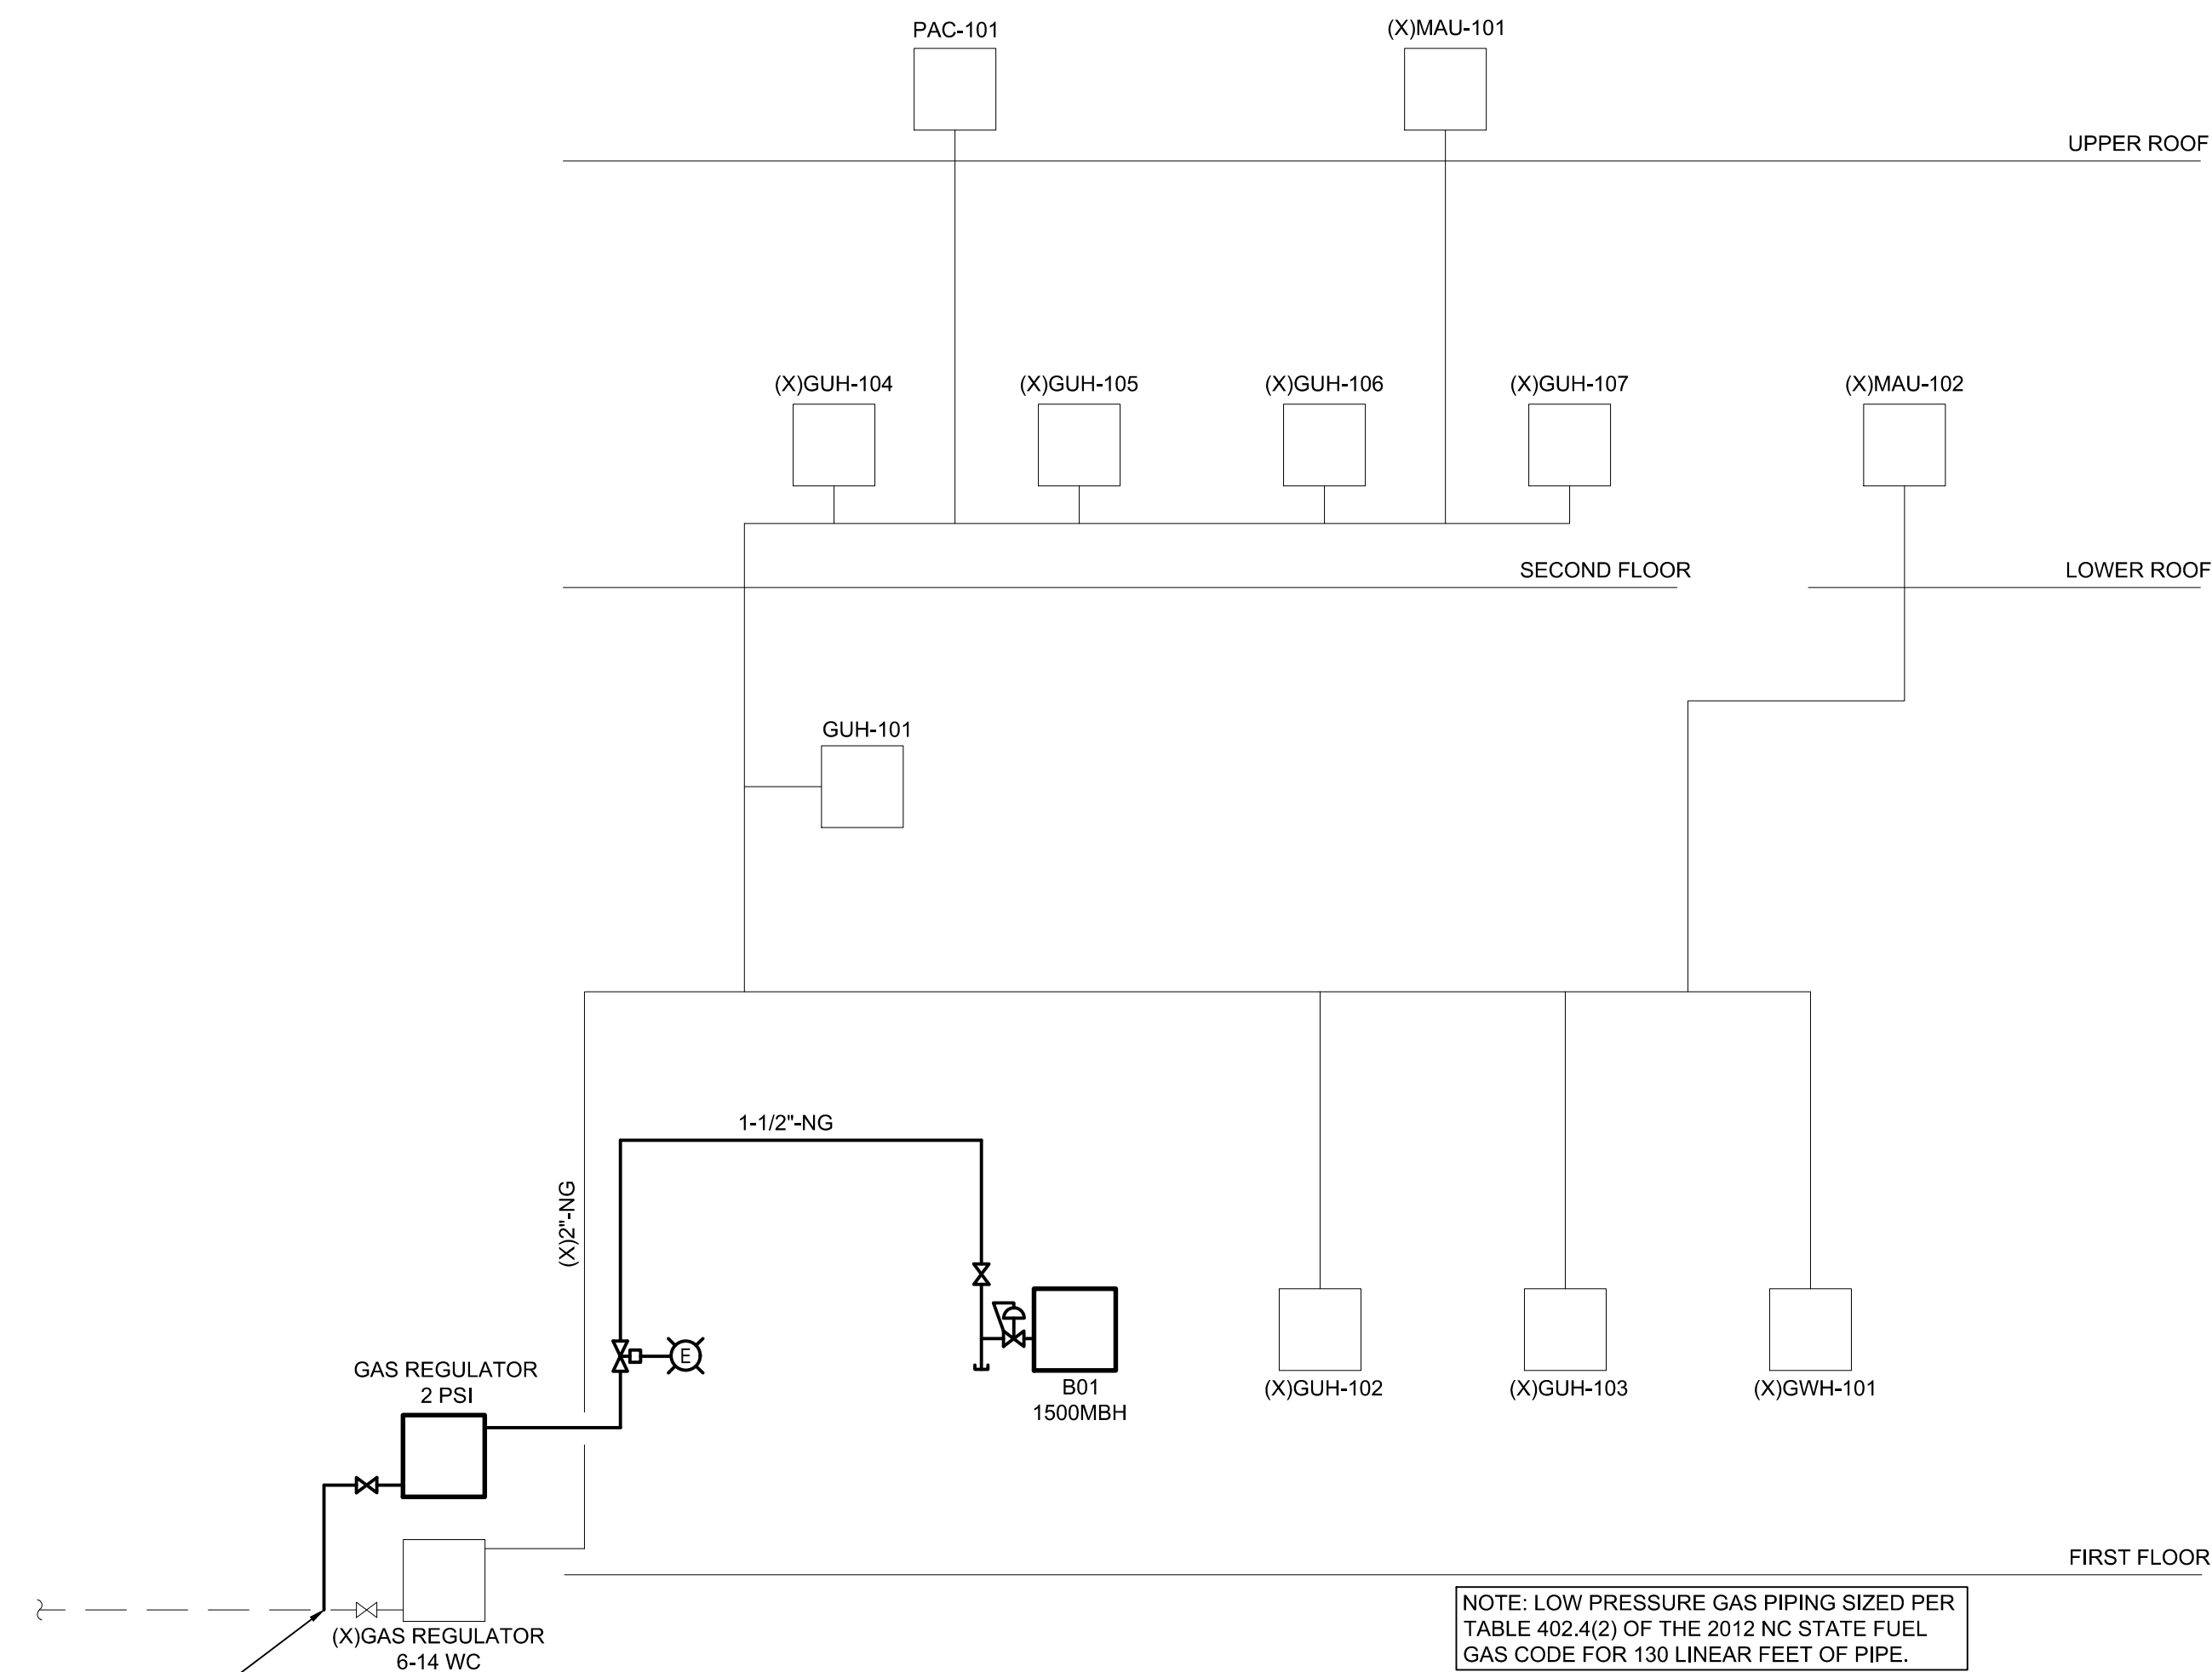 PAC-101
(X)MAU-101
UPPER ROOF
(X)GUH-104
(X)GUH-105
(X)GUH-106
(X)GUH-107
(X)MAU-102
SECOND FLOOR
LOWER ROOF
GUH-101
1-1/2"-NG
(X)2"-NG
E
GAS REGULATOR
2 PSI
B01
1500MBH
(X)GUH-102
(X)GUH-103
(X)GWH-101
FIRST FLOOR
(X)GAS REGULATOR
6-14 WC
NOTE: LOW PRESSURE GAS PIPING SIZED PER
TABLE 402.4(2) OF THE 2012 NC STATE FUEL
GAS CODE FOR 130 LINEAR FEET OF PIPE.